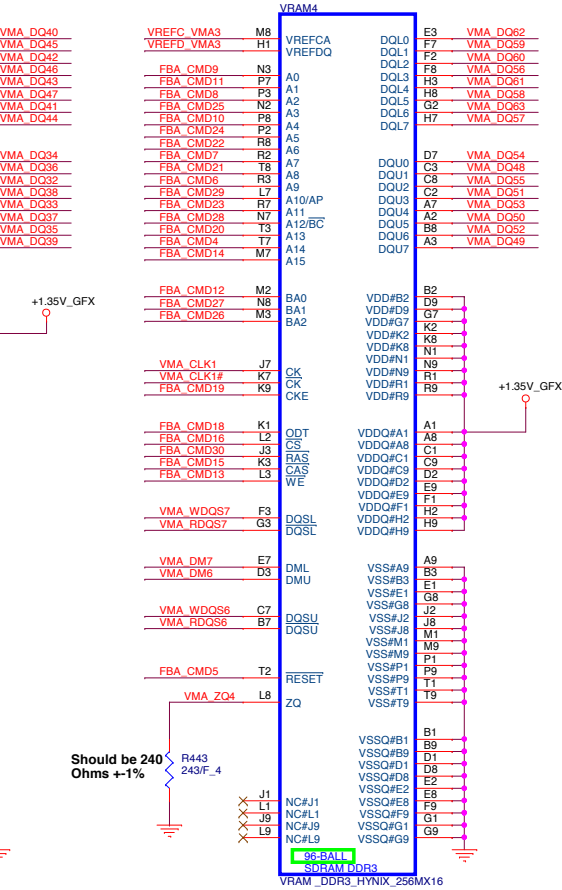 VRAM4
VMA_DQ40 VREFC_VMA3 M8 VREFCA DQL0 E3 VMA_DQ62
VMA_DQ45 VREFD_VMA3 H1 VREFDQ DQL1 F7 VMA_DQ59
VMA_DQ42 DQL2 F2 VMA_DQ60
VMA_DQ46 FBA_CMD9 N3 A0 DQL3 F8 VMA_DQ56
VMA_DQ43 FBA_CMD11 P7 A1 DQL4 H3 VMA_DQ61
VMA_DQ47 FBA_CMD8 P3 A2 DQL5 H8 VMA_DQ58
VMA_DQ41 FBA_CMD25 N2 A3 DQL6 G2 VMA_DQ63
VMA_DQ44 FBA_CMD10 P8 A4 DQL7 H7 VMA_DQ57
FBA_CMD24 P2 A5
FBA_CMD22 R8 A6
VMA_DQ34 FBA_CMD7 R2 A7 DQU0 D7 VMA_DQ54
VMA_DQ36 FBA_CMD21 T8 A8 DQU1 C3 VMA_DQ48
VMA_DQ32 FBA_CMD6 R3 A9 DQU2 C8 VMA_DQ55
VMA_DQ38 FBA_CMD29 L7 A10/AP DQU3 C2 VMA_DQ51
VMA_DQ33 FBA_CMD23 R7 A11 DQU4 A7 VMA_DQ53
VMA_DQ37 FBA_CMD28 N7 A12/BC DQU5 A2 VMA_DQ50
VMA_DQ35 FBA_CMD20 T3 A13 DQU6 B8 VMA_DQ52
VMA_DQ39 FBA_CMD4 T7 A14 DQU7 A3 VMA_DQ49
FBA_CMD14 M7 A15
FBA_CMD12 M2 BA0 VDD#B2 B2
+1.35V_GFX FBA_CMD27 N8 BA1 VDD#D9 D9
FBA_CMD26 M3 BA2 VDD#G7 G7
VDD#K2 K2
VDD#K8 K8
VDD#N1 N1
VMA_CLK1 J7 CK VDD#N9 N9
VMA_CLK1# K7 CK VDD#R1 R1
FBA_CMD19 K9 CKE VDD#R9 R9
+1.35V_GFX
FBA_CMD18 K1 ODT VDDQ#A1 A1
FBA_CMD16 L2 CS VDDQ#A8 A8
FBA_CMD30 J3 RAS VDDQ#C1 C1
FBA_CMD15 K3 CAS VDDQ#C9 C9
FBA_CMD13 L3 WE VDDQ#D2 D2
VDDQ#E9 E9
VDDQ#F1 F1
VMA_WDQS7 F3 DQSL VDDQ#H2 H2
VMA_RDQS7 G3 DQSL VDDQ#H9 H9
VMA_DM7 E7 DML VSS#A9 A9
VMA_DM6 D3 DMU VSS#B3 B3
VSS#E1 E1
VSS#G8 G8
VMA_WDQS6 C7 DQSU VSS#J2 J2
VMA_RDQS6 B7 DQSU VSS#J8 J8
VSS#M1 M1
VSS#M9 M9
VSS#P1 P1
FBA_CMD5 T2 RESET VSS#P9 P9
VSS#T1 T1
VMA_ZQ4 L8 ZQ VSS#T9 T9
VSSQ#B1 B1
VSSQ#B9 B9
Should be 240 R443 VSSQ#D1 D1
Ohms +-1% 243/F_4 VSSQ#D8 D8
VSSQ#E2 E2
J1 NC#J1 VSSQ#E8 E8
L1 NC#L1 VSSQ#F9 F9
J9 NC#J9 VSSQ#G1 G1
L9 NC#L9 VSSQ#G9 G9
96-BALL
SDRAM DDR3
VRAM _DDR3_HYNIX_256MX16